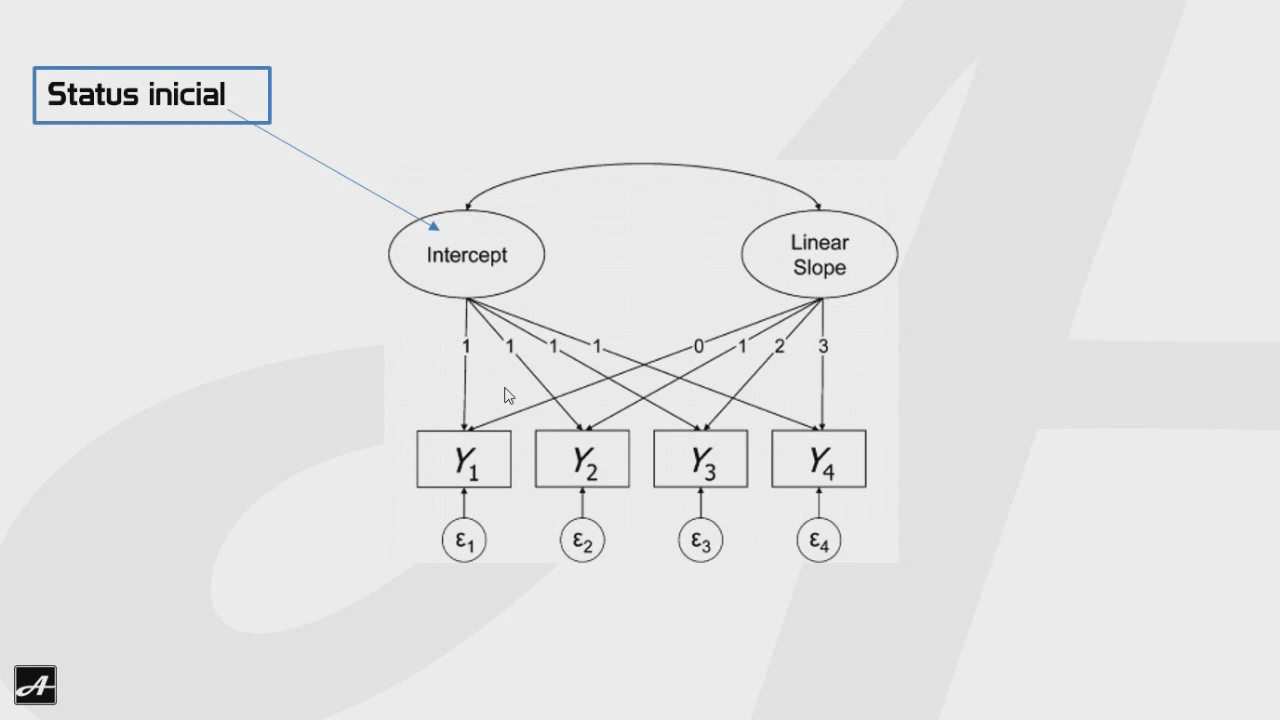 Status inicial
Intercept
Linear
Slope
1 1 1 1 0 1 2 3
Y1 Y2 Y3 Y4
ε1 ε2 ε3 ε4
A